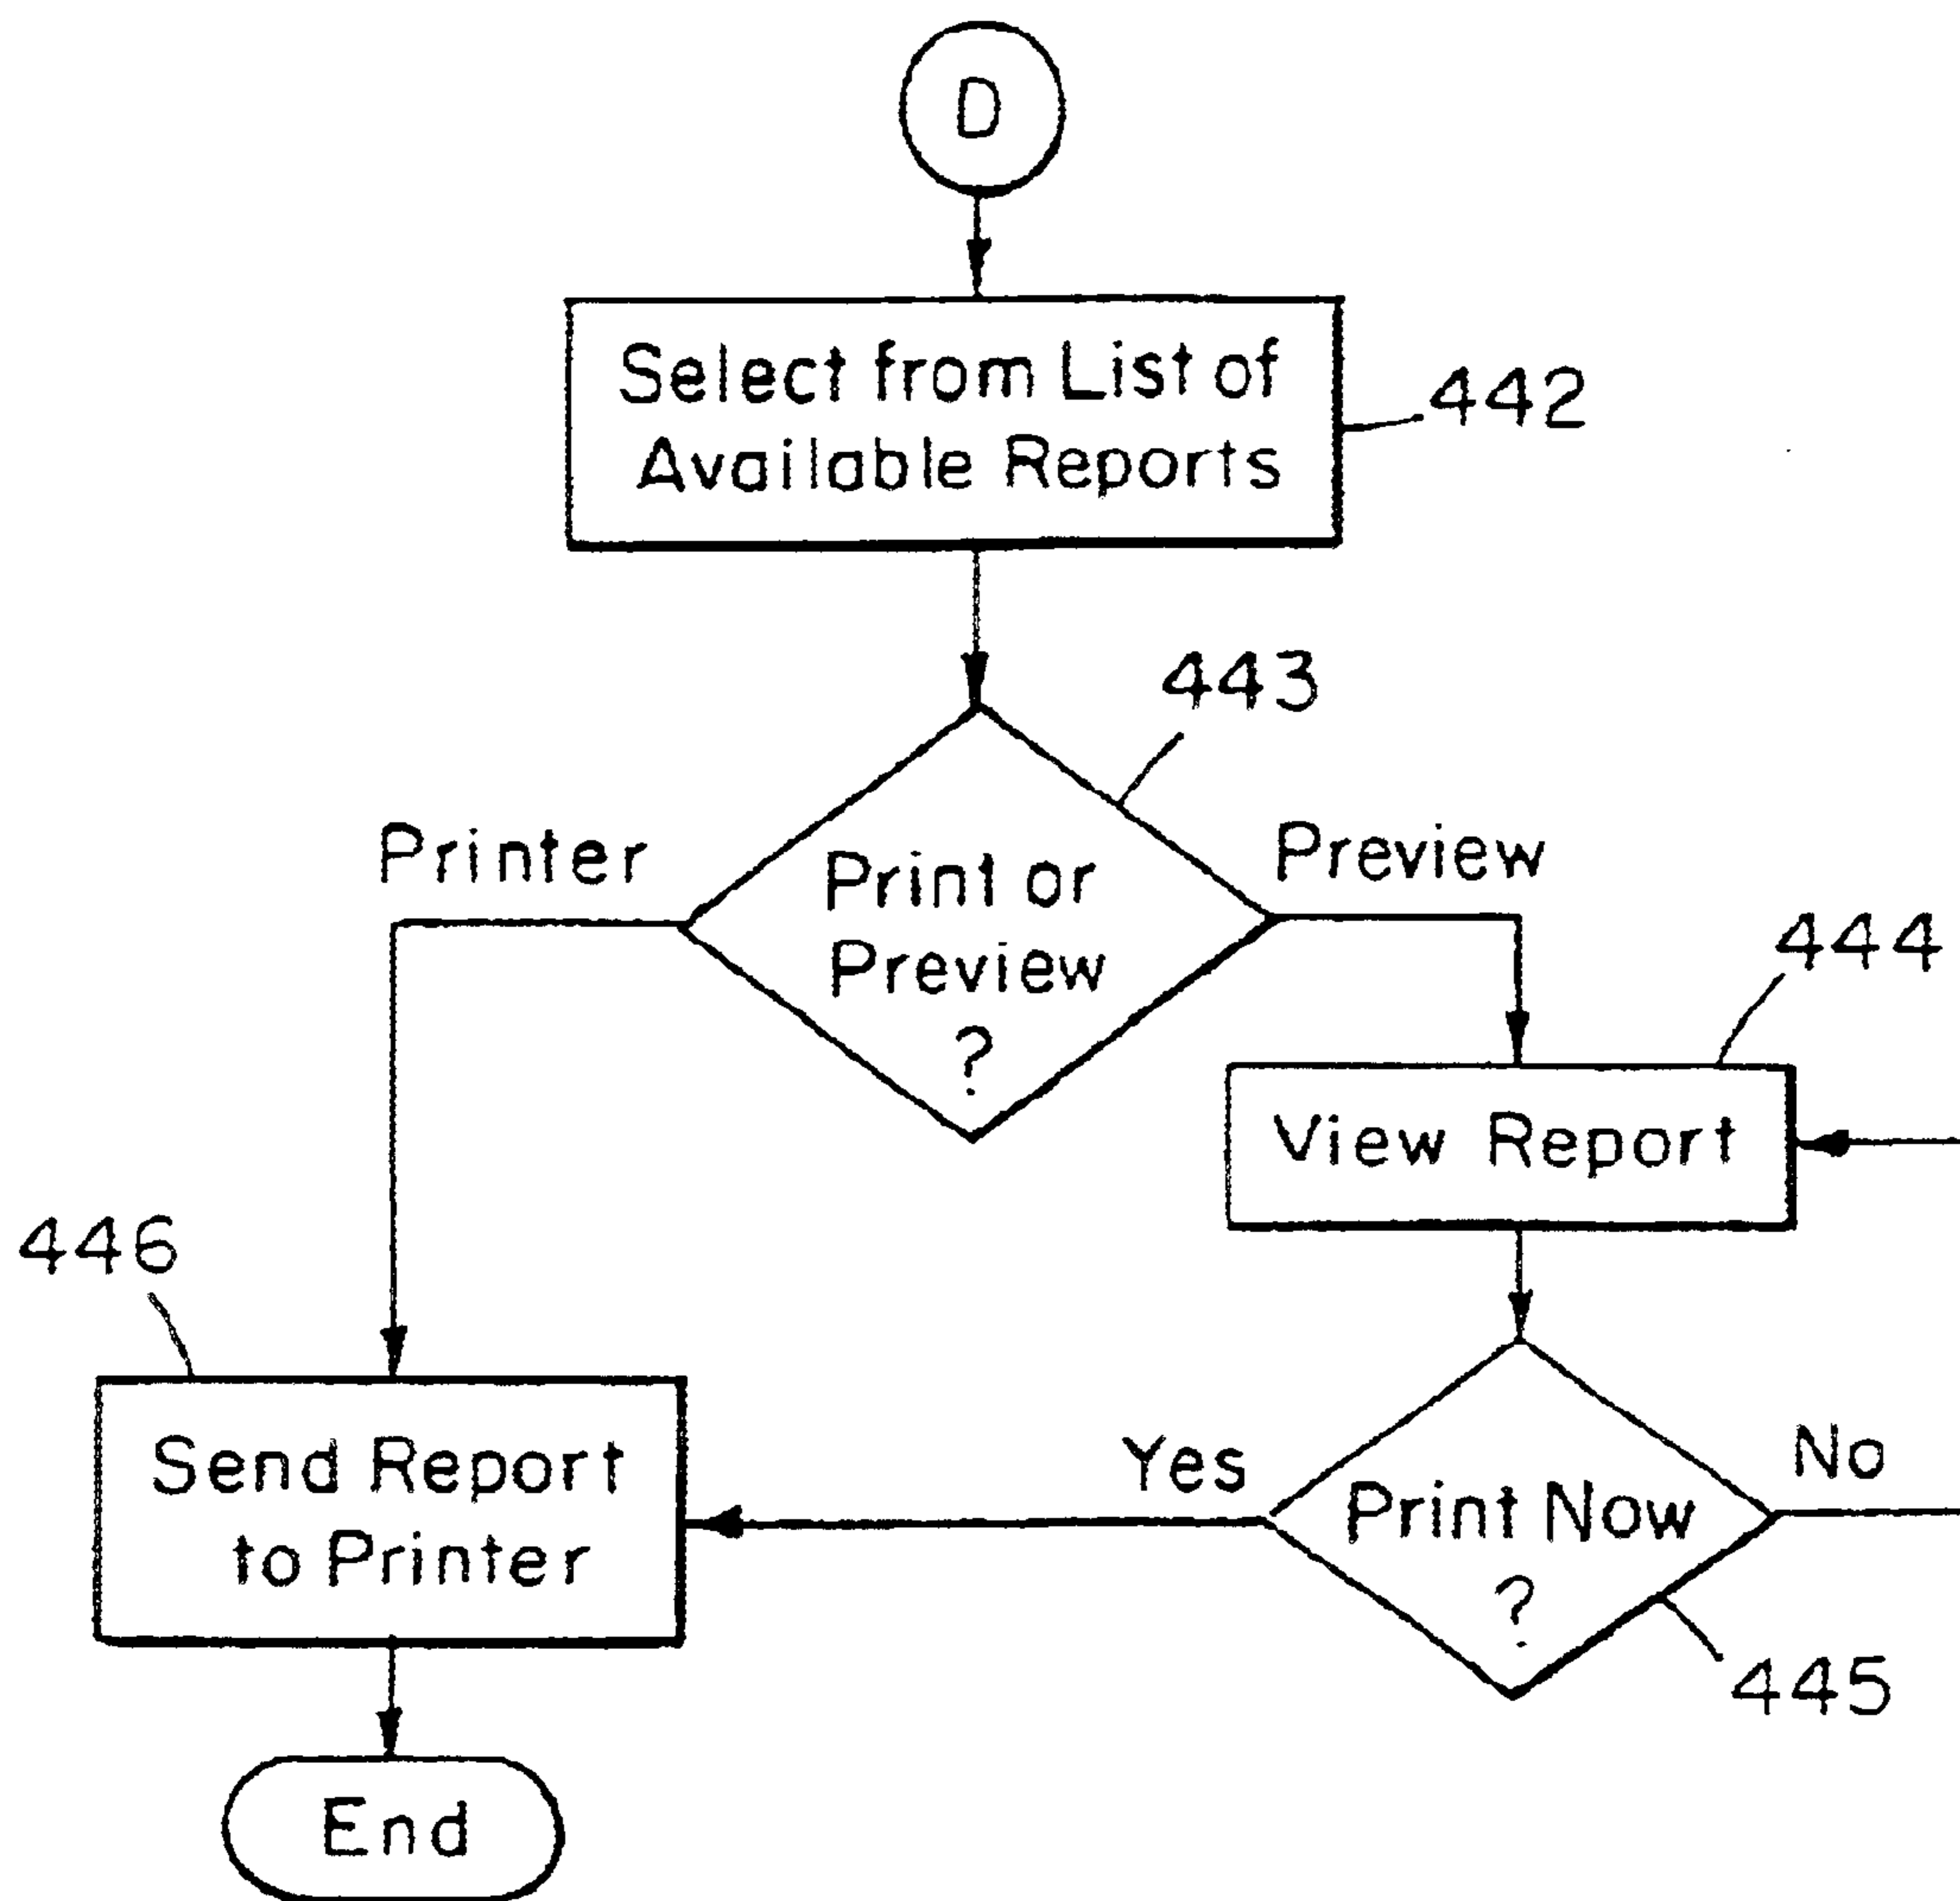 D
Select from List of
Available Reports
442
443
Printer
Print or
Preview
?
Preview
444
View Report
446
Send Report
to Printer
Yes
Print Now
?
No
445
End